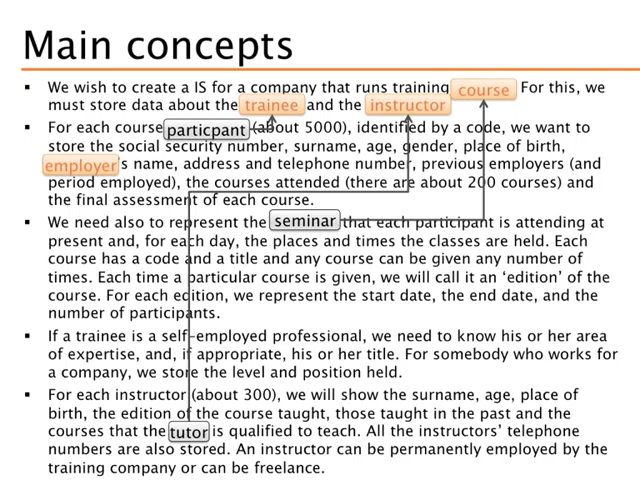 Main concepts
▪ We wish to create a IS for a company that runs training course For this, we
must store data about the trainee and the instructor
▪ For each course particpant (about 5000), identified by a code, we want to
store the social security number, surname, age, gender, place of birth,
employer s name, address and telephone number, previous employers (and
period employed), the courses attended (there are about 200 courses) and
the final assessment of each course.
▪ We need also to represent the seminar that each participant is attending at
present and, for each day, the places and times the classes are held. Each
course has a code and a title and any course can be given any number of
times. Each time a particular course is given, we will call it an ‘edition’ of the
course. For each edition, we represent the start date, the end date, and the
number of participants.
▪ If a trainee is a self-employed professional, we need to know his or her area
of expertise, and, if appropriate, his or her title. For somebody who works for
a company, we store the level and position held.
▪ For each instructor (about 300), we will show the surname, age, place of
birth, the edition of the course taught, those taught in the past and the
courses that the tutor is qualified to teach. All the instructors’ telephone
numbers are also stored. An instructor can be permanently employed by the
training company or can be freelance.